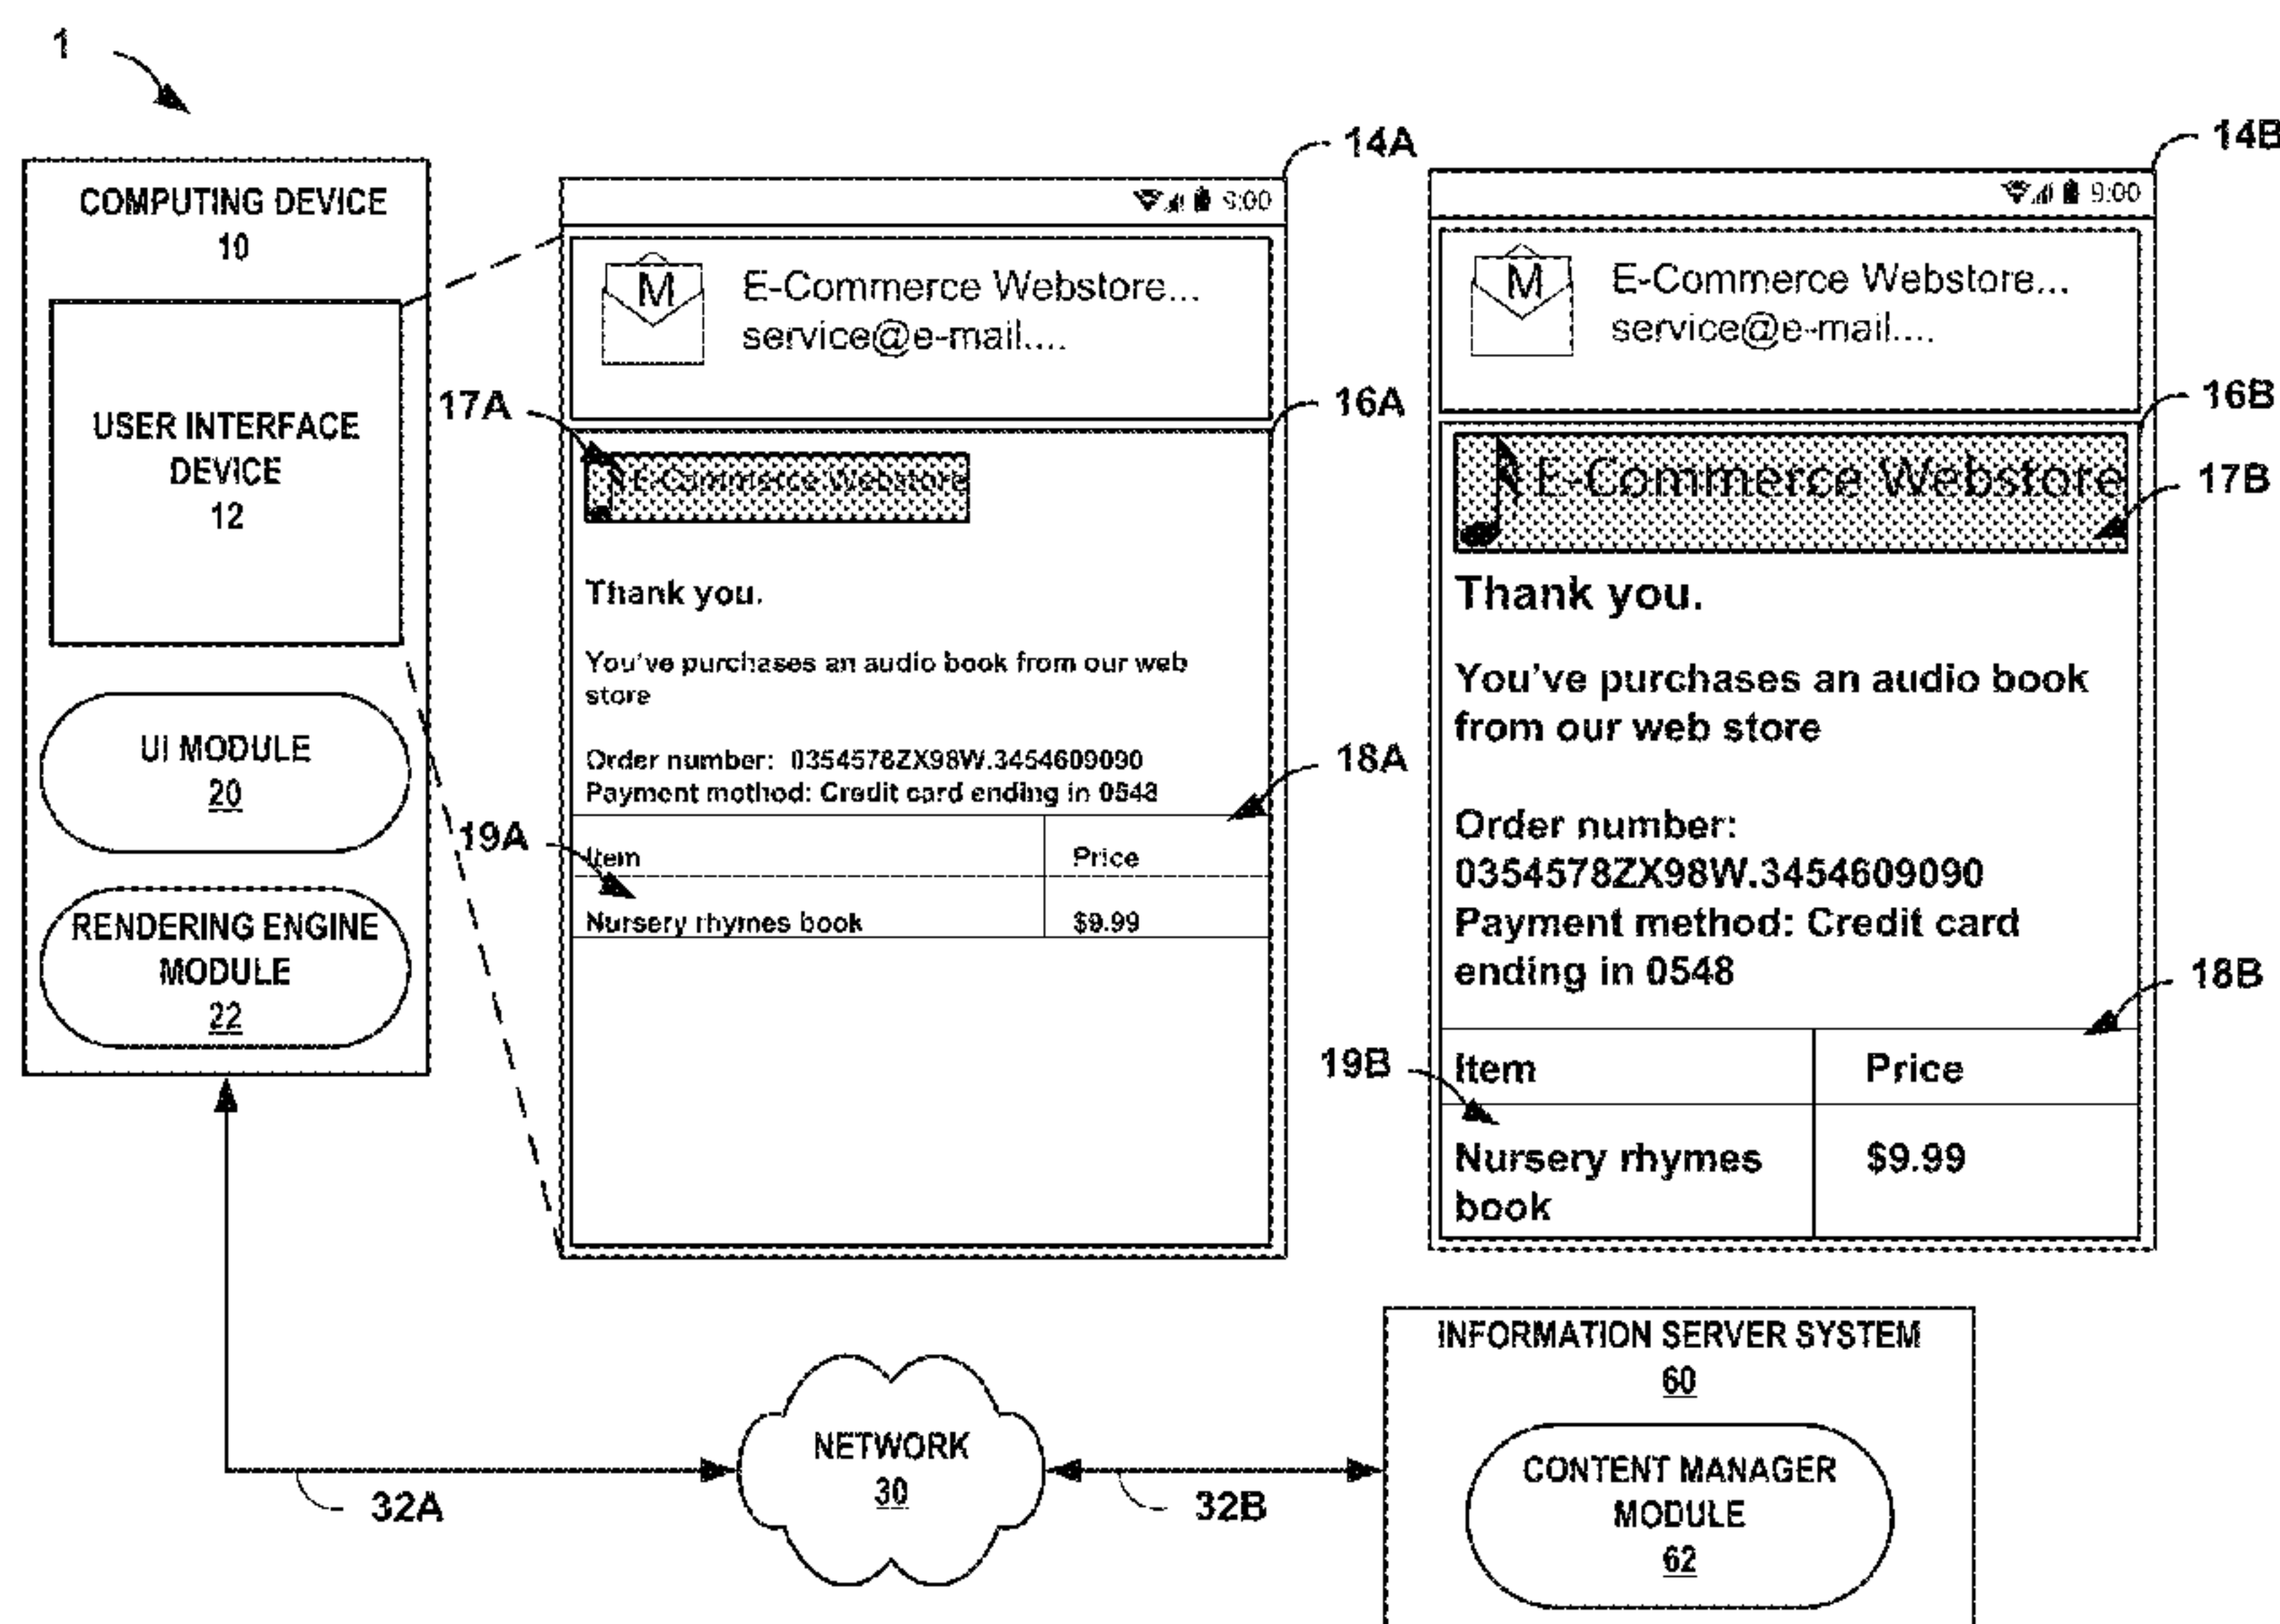 1
COMPUTING DEVICE
10
USER INTERFACE
DEVICE
12
UI MODULE
20
RENDERING ENGINE
MODULE
22
14A
9:00
M
E-Commerce Webstore...
service@e-mail....
17A
16A
E-Commerce Webstore
Thank you.
You've purchases an audio book from our web
store
Order number: 0354578ZX98W.3454609090
Payment method: Credit card ending in 0548
18A
19A
Item
Price
Nursery rhymes book
$9.99
14B
9:00
M
E-Commerce Webstore...
service@e-mail....
16B
E-Commerce Webstore
17B
Thank you.
You've purchases an audio book
from our web store
Order number:
0354578ZX98W.3454609090
Payment method: Credit card
ending in 0548
18B
19B
Item
Price
Nursery rhymes
book
$9.99
32A
NETWORK
30
32B
INFORMATION SERVER SYSTEM
60
CONTENT MANAGER
MODULE
62